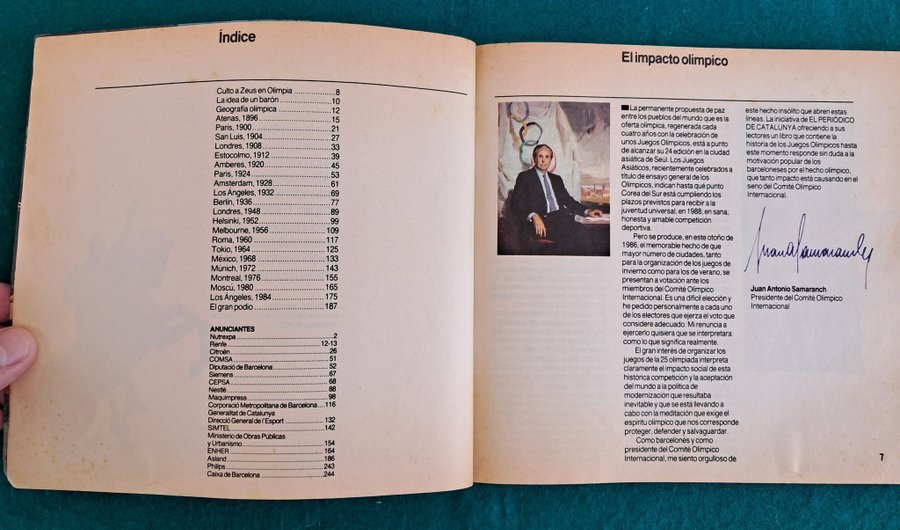 Índice
Culto a Zeus en Olimpia 8
La idea de un barón 10
Geografía olímpica 12
Atenas, 1896 15
París, 1900 21
San Luis, 1904 27
Londres, 1908 33
Estocolmo, 1912 39
Amberes, 1920 45
París, 1924 53
Amsterdam, 1928 61
Los Ángeles, 1932 69
Berlín, 1936 77
Londres, 1948 89
Helsinki, 1952 99
Melbourne, 1956 109
Roma, 1960 117
Tokio, 1964 125
México, 1968 133
Munich, 1972 143
Montreal, 1976 155
Moscú, 1980 165
Los Ángeles, 1984 175
El gran podio 187
ANUNCIANTES
Nutrexpa 2
Renfe 12-13
Citroën 26
COMSA 51
Diputació de Barcelona 52
Siemens 67
CEPSA 68
Nestlé 88
Maquimpress 98
Corporació Metropolitana de Barcelona 116
Generalitat de Catalunya
Direcció General de l'Esport 132
SIMTEL 142
Ministerio de Obras Públicas
y Urbanismo 154
ENHER 164
Asland 186
Philips 243
Caixa de Barcelona 244
El impacto olímpico
La permanente propuesta de paz
entre los pueblos del mundo que es la
oferta olímpica, regenerada cada
cuatro años con la celebración de
unos Juegos Olímpicos, está a punto
de alcanzar su 24 edición en la ciudad
asiática de Seúl. Los Juegos
Asiáticos, recientemente celebrados a
título de ensayo general de los
Olímpicos, indican hasta qué punto
Corea del Sur está cumpliendo los
plazos previstos para recibir a la
juventud universal, en 1988, en sana,
honesta y amable competición
deportiva.
Pero se produce, en este otoño de
1986, el memorable hecho de que
mayor número de ciudades, tanto
para la organización de los juegos de
invierno como para los de verano, se
presentan a votación ante los
miembros del Comité Olímpico
Internacional. Es una difícil elección y
he pedido personalmente a cada uno
de los electores que ejerza el voto que
considere adecuado. Mi renuncia a
ejercerlo quisiera que se interpretara
como lo que significa realmente.
El gran interés de organizar los
juegos de la 25 olimpiada interpreta
claramente el impacto social de esta
histórica competición y la aceptación
del mundo a la política de
modernización que resultaba
inevitable y que se está llevando a
cabo con la meditación que exige el
espíritu olímpico que nos corresponde
proteger, defender y salvaguardar.
Como barcelonés y como
presidente del Comité Olímpico
Internacional, me siento orgulloso de
este hecho insólito que abren estas
líneas. La iniciativa de EL PERIÓDICO
DE CATALUNYA ofreciendo a sus
lectores un libro que contiene la
historia de los Juegos Olímpicos hasta
este momento responde sin duda a la
motivación popular de los
barceloneses por el hecho olímpico,
que tanto impacto está causando en el
seno del Comité Olímpico
Internacional.
Juan A Samaranch
Juan Antonio Samaranch
Presidente del Comité Olímpico
Internacional
7